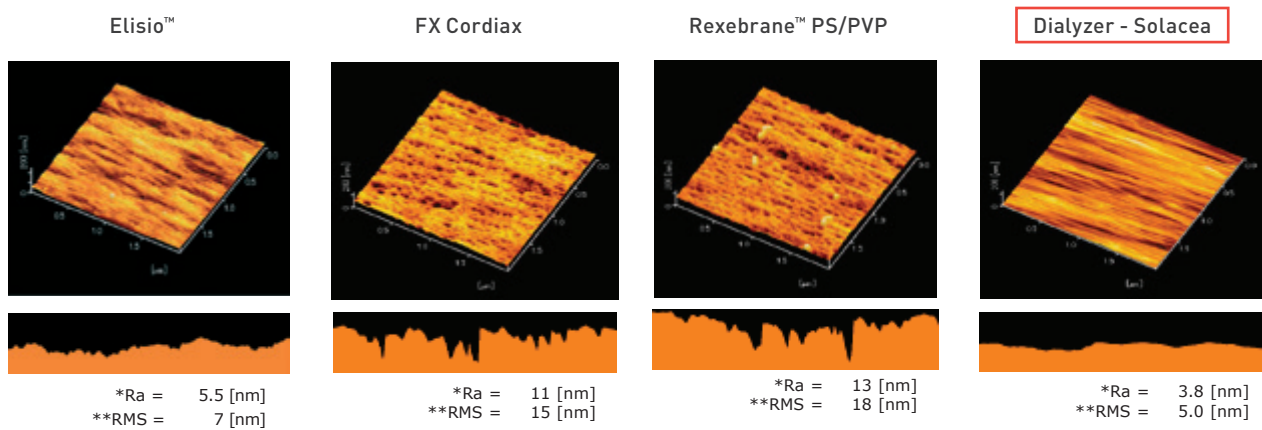 Elisio™
FX Cordiax
Rexebrane™ PS/PVP
Dialyzer - Solacea
*Ra = 5.5 [nm]
**RMS = 7 [nm]
*Ra = 11 [nm]
**RMS = 15 [nm]
*Ra = 13 [nm]
**RMS = 18 [nm]
*Ra = 3.8 [nm]
**RMS = 5.0 [nm]